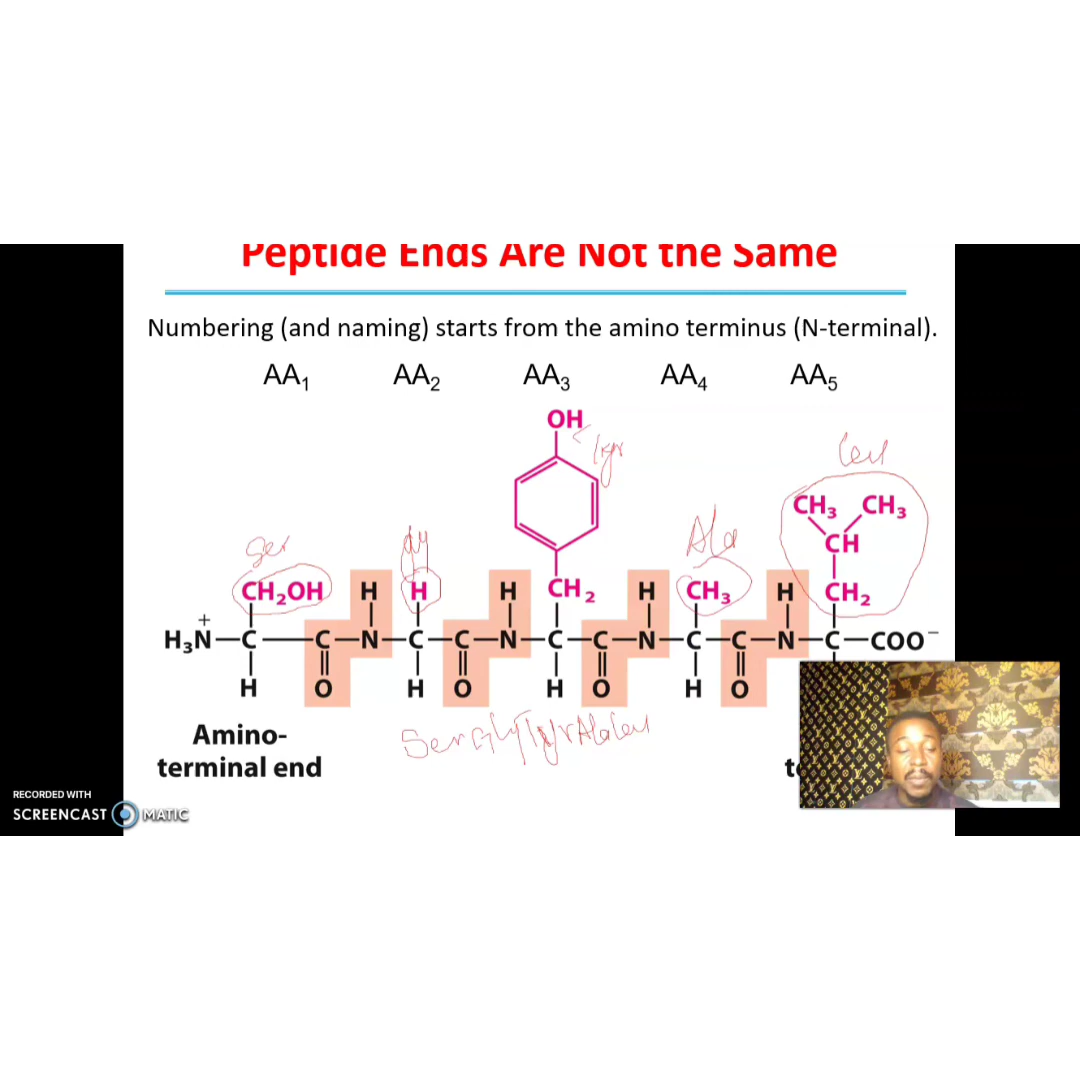 Peptide Ends Are Not the Same
Numbering (and naming) starts from the amino terminus (N-terminal).
AA₁ AA₂ AA₃ AA₄ AA₅
OH
Tyr
Leu
CH₃ CH₃
Ser
Gly
Ala
CH
CH₂OH H H H CH₂ H CH₃ H CH₂
H₃N⁺—C—C—N—C—C—N—C—C—N—C—C—N—C—COO⁻
H O H O H O H O
Amino-
SerGlyTyrAlaLeu
terminal end
RECORDED WITH
SCREENCAST MATIC